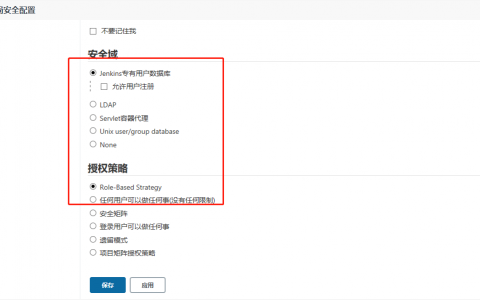 局安全配置
不要记住我
安全域
Jenkins专有用户数据库
允许用户注册
LDAP
Servlet容器代理
Unix user/group database
None
授权策略
Role-Based Strategy
任何用户可以做任何事(没有任何限制)
安全矩阵
登录用户可以做任何事
遗留模式
项目矩阵授权策略
保存 应用